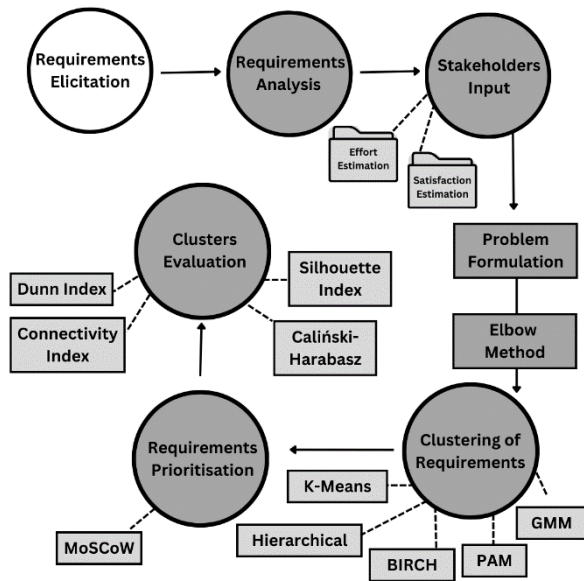 Requirements
Elicitation
Requirements
Analysis
Stakeholders
Input
Effort
Estimation
Satisfaction
Estimation
Problem
Formulation
Elbow
Method
Clustering of
Requirements
K-Means
Hierarchical
BIRCH
PAM
GMM
Requirements
Prioritisation
MoSCoW
Clusters
Evaluation
Dunn Index
Connectivity
Index
Silhouette
Index
Caliński-
Harabasz